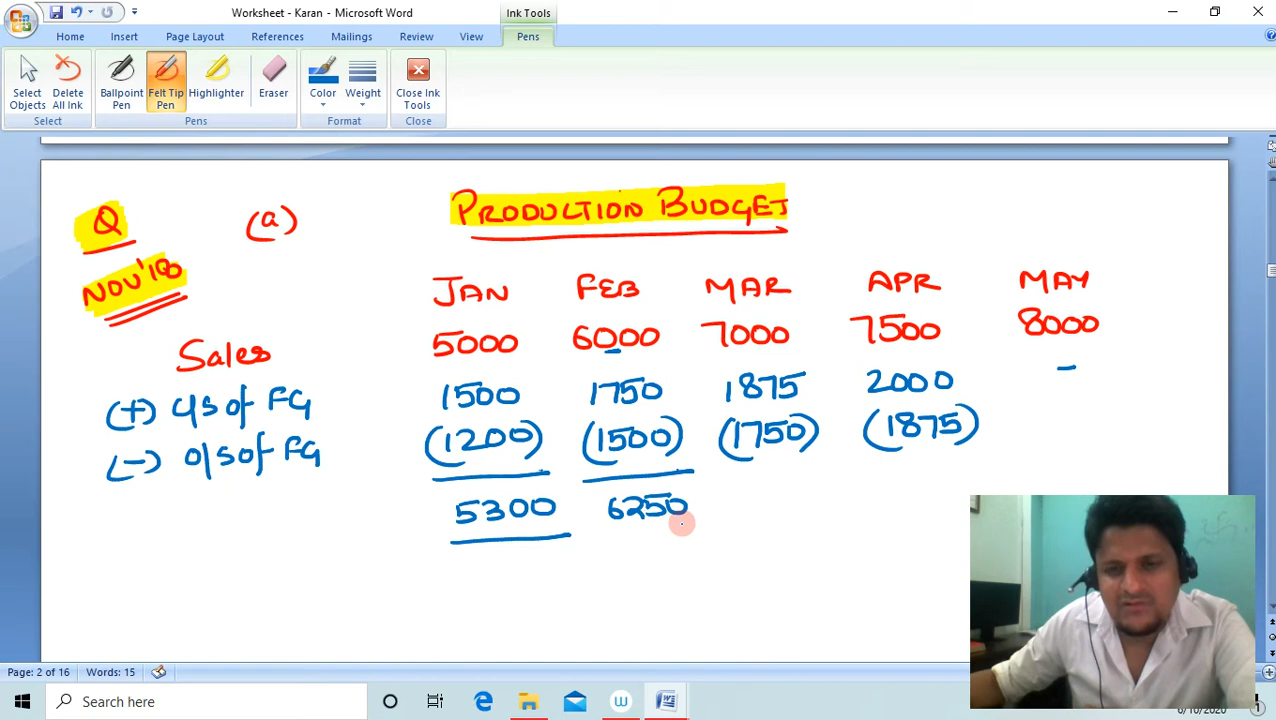 Worksheet - Karan - Microsoft Word
Ink Tools
Home Insert Page Layout References Mailings Review View Pens
Select Objects
Delete All Ink
Ballpoint Pen
Felt Tip Pen
Highlighter
Eraser
Color
Weight
Close Ink Tools
Select Pens Format Close
Q (a) PRODUCTION BUDGET
NOV'18
JAN FEB MAR APR MAY
Sales 5000 6000 7000 7500 8000
(+) c/s of FG 1500 1750 1875 2000 -
(-) o/s of FG (1200) (1500) (1750) (1875)
5300 6250
Page: 2 of 16 Words: 15
Search here